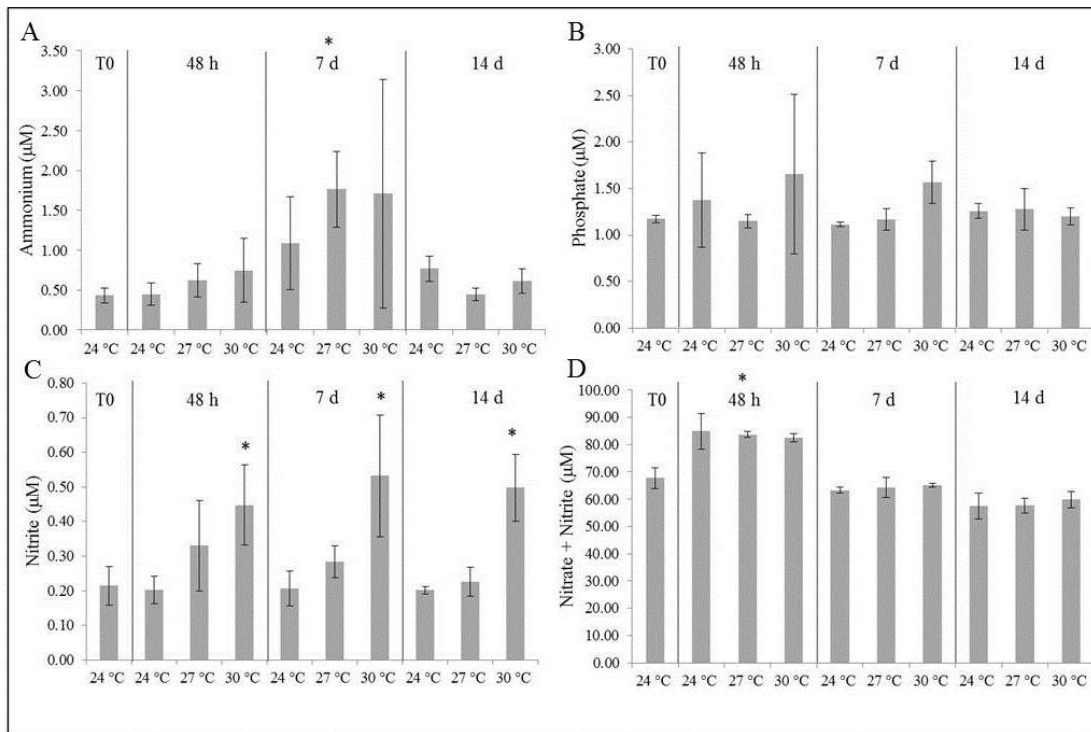 A
Ammonium (µM)
3.50
3.00
2.50
2.00
1.50
1.00
0.50
0.00
T0
48 h
*
7 d
14 d
24 °C 24 °C 27 °C 30 °C 24 °C 27 °C 30 °C 24 °C 27 °C 30 °C
B
Phosphate (µM)
3.00
2.50
2.00
1.50
1.00
0.50
0.00
T0
48 h
7 d
14 d
24 °C 24 °C 27 °C 30 °C 24 °C 27 °C 30 °C 24 °C 27 °C 30 °C
C
Nitrite (µM)
0.80
0.70
0.60
0.50
0.40
0.30
0.20
0.10
0.00
T0
48 h
7 d
14 d
*
*
*
24 °C 24 °C 27 °C 30 °C 24 °C 27 °C 30 °C 24 °C 27 °C 30 °C
D
Nitrate + Nitrite (µM)
100.00
90.00
80.00
70.00
60.00
50.00
40.00
30.00
20.00
10.00
0.00
T0
*
48 h
7 d
14 d
24 °C 24 °C 27 °C 30 °C 24 °C 27 °C 30 °C 24 °C 27 °C 30 °C